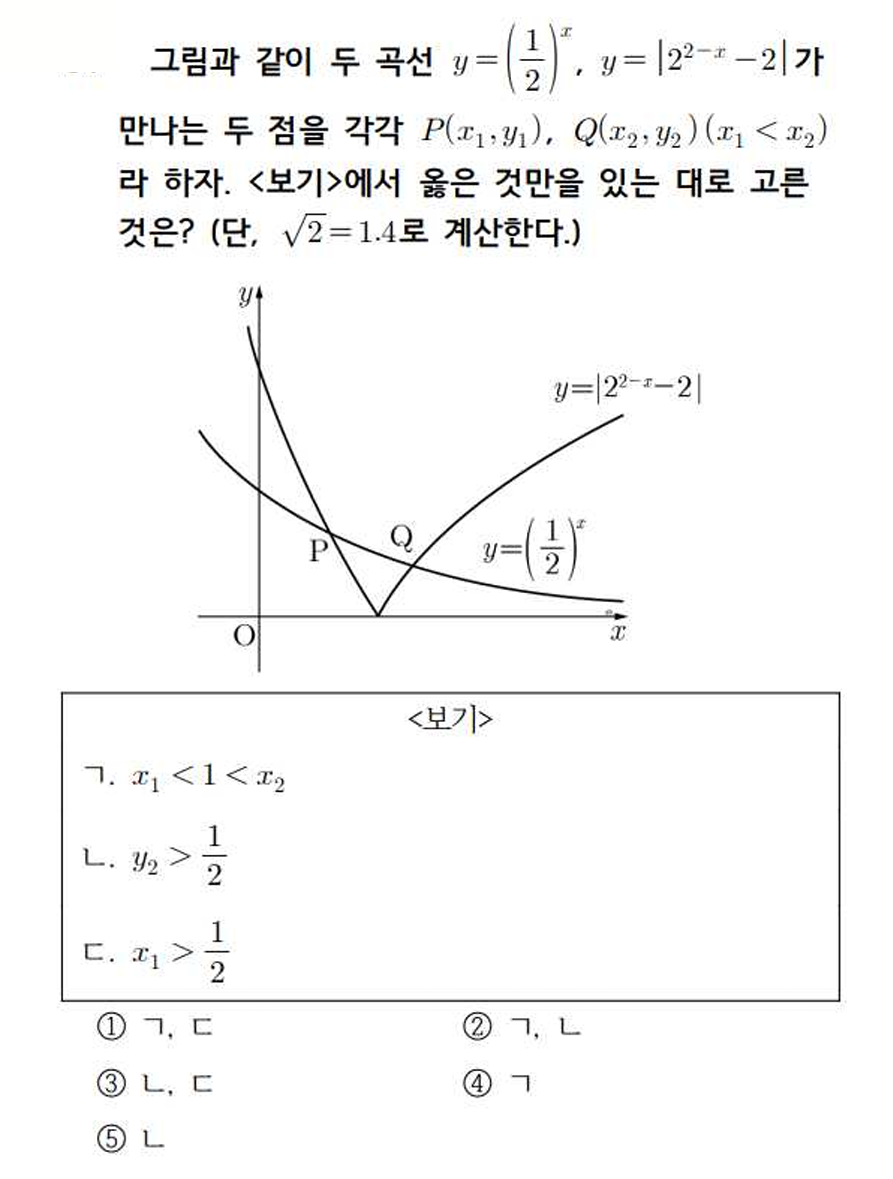 그림과 같이 두 곡선 y=(1/2)^x, y=|2^{2-x}-2|가
만나는 두 점을 각각 P(x₁, y₁), Q(x₂, y₂)(x₁<x₂)
라 하자. <보기>에서 옳은 것만을 있는 대로 고른
것은? (단, √2=1.4로 계산한다.)
y
y=|2^{2-x}-2|
Q
y=(1/2)^x
P
O
x
<보기>
ㄱ. x₁<1<x₂
ㄴ. y₂>1/2
ㄷ. x₁>1/2
① ㄱ, ㄷ ② ㄱ, ㄴ
③ ㄴ, ㄷ ④ ㄱ
⑤ ㄴ